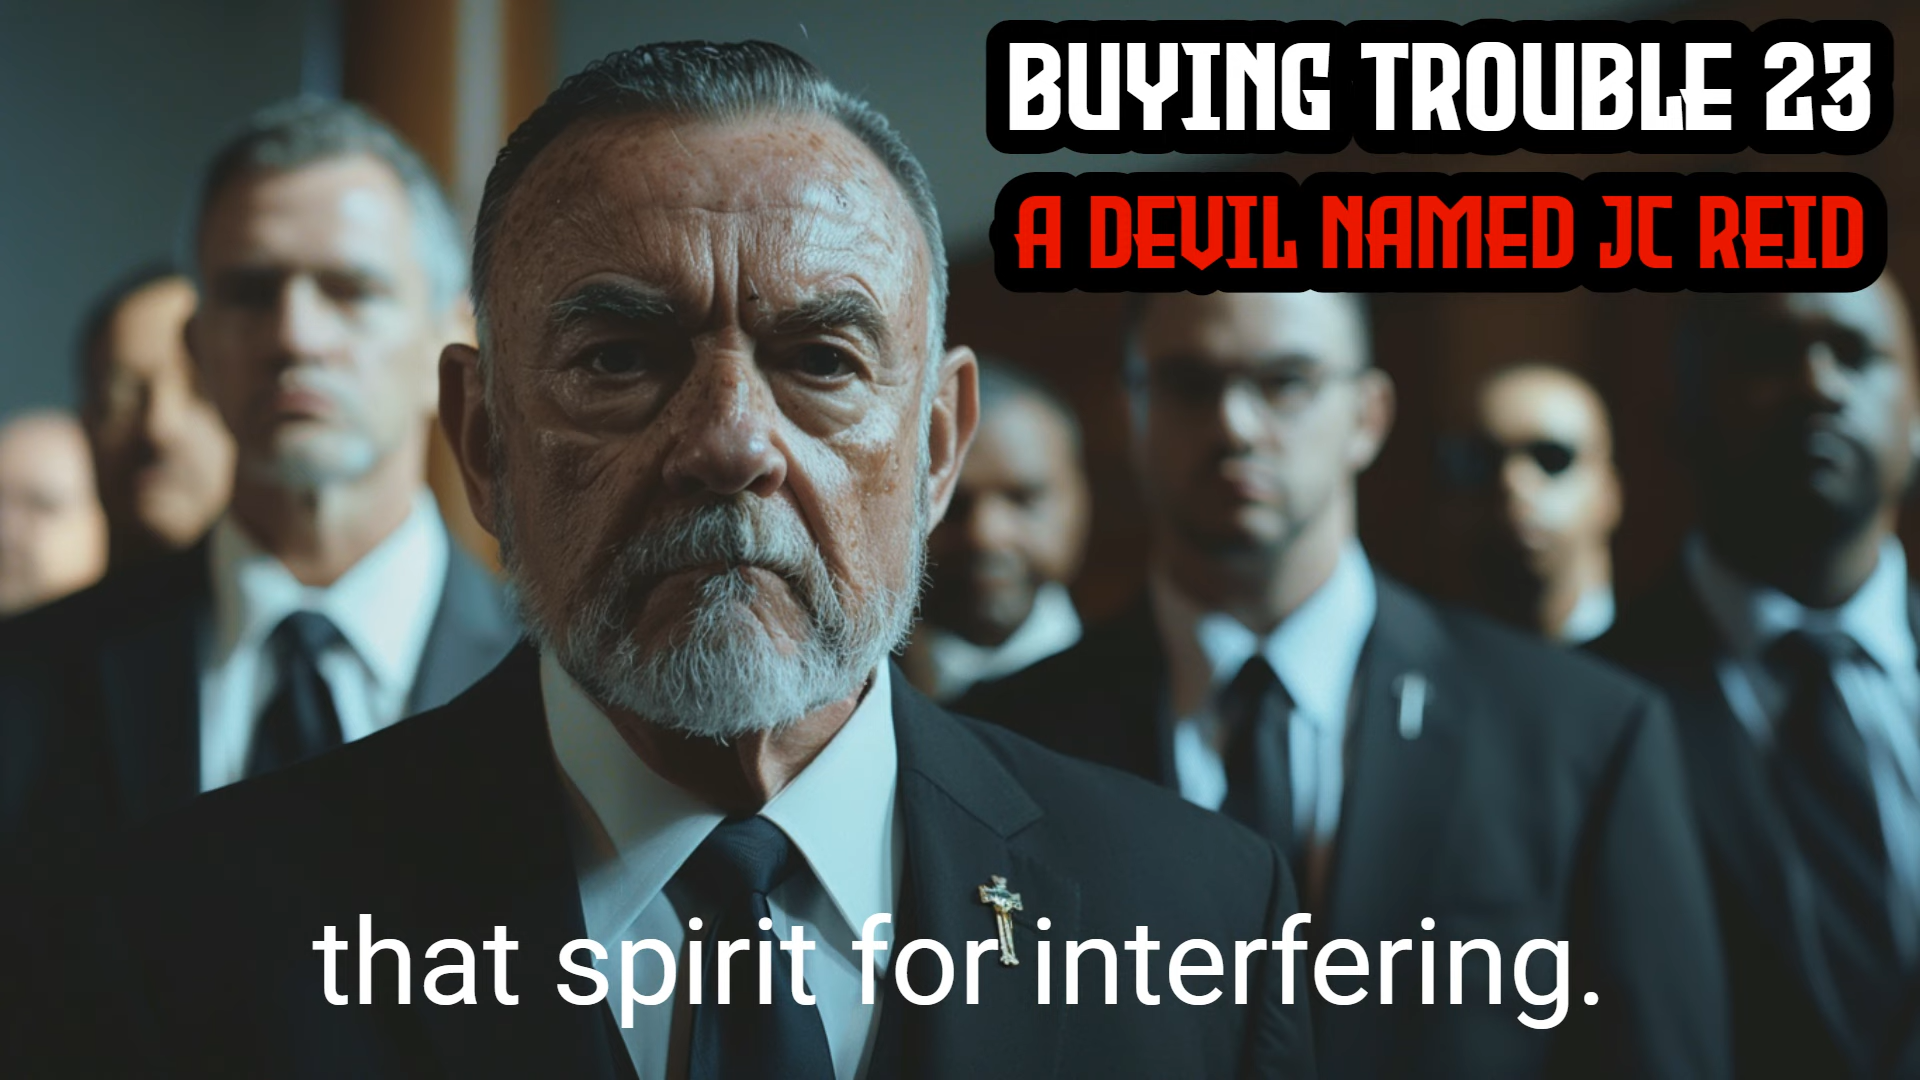 BUYING TROUBLE 23
A DEVIL NAMED JC REID
that spirit for interfering.